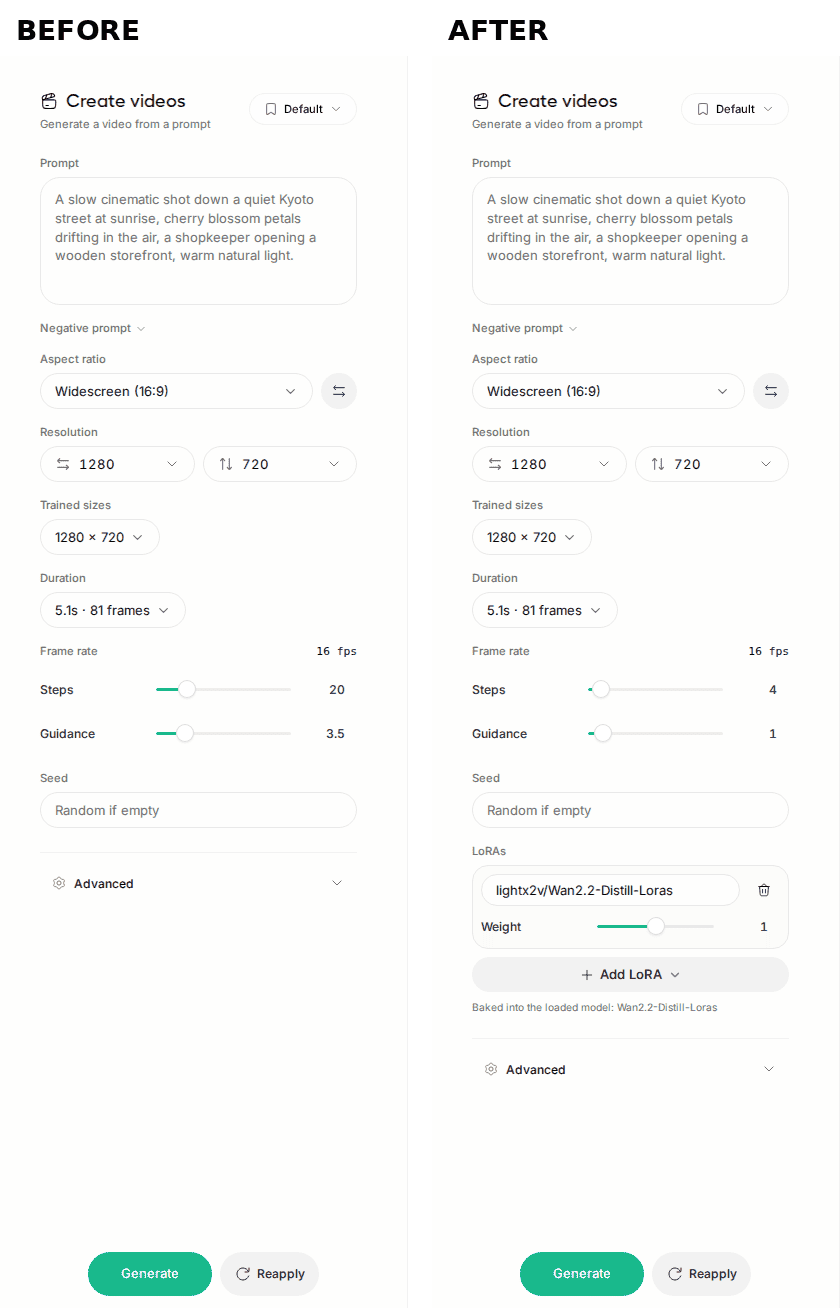 BEFORE
Create videos
Default
Generate a video from a prompt
Prompt
A slow cinematic shot down a quiet Kyoto
street at sunrise, cherry blossom petals
drifting in the air, a shopkeeper opening a
wooden storefront, warm natural light.
Negative prompt
Aspect ratio
Widescreen (16:9)
Resolution
1280 720
Trained sizes
1280 × 720
Duration
5.1s · 81 frames
Frame rate 16 fps
Steps 20
Guidance 3.5
Seed
Random if empty
Advanced
Generate Reapply
AFTER
Create videos
Default
Generate a video from a prompt
Prompt
A slow cinematic shot down a quiet Kyoto
street at sunrise, cherry blossom petals
drifting in the air, a shopkeeper opening a
wooden storefront, warm natural light.
Negative prompt
Aspect ratio
Widescreen (16:9)
Resolution
1280 720
Trained sizes
1280 × 720
Duration
5.1s · 81 frames
Frame rate 16 fps
Steps 4
Guidance 1
Seed
Random if empty
LoRAs
lightx2v/Wan2.2-Distill-Loras
Weight 1
Add LoRA
Baked into the loaded model: Wan2.2-Distill-Loras
Advanced
Generate Reapply